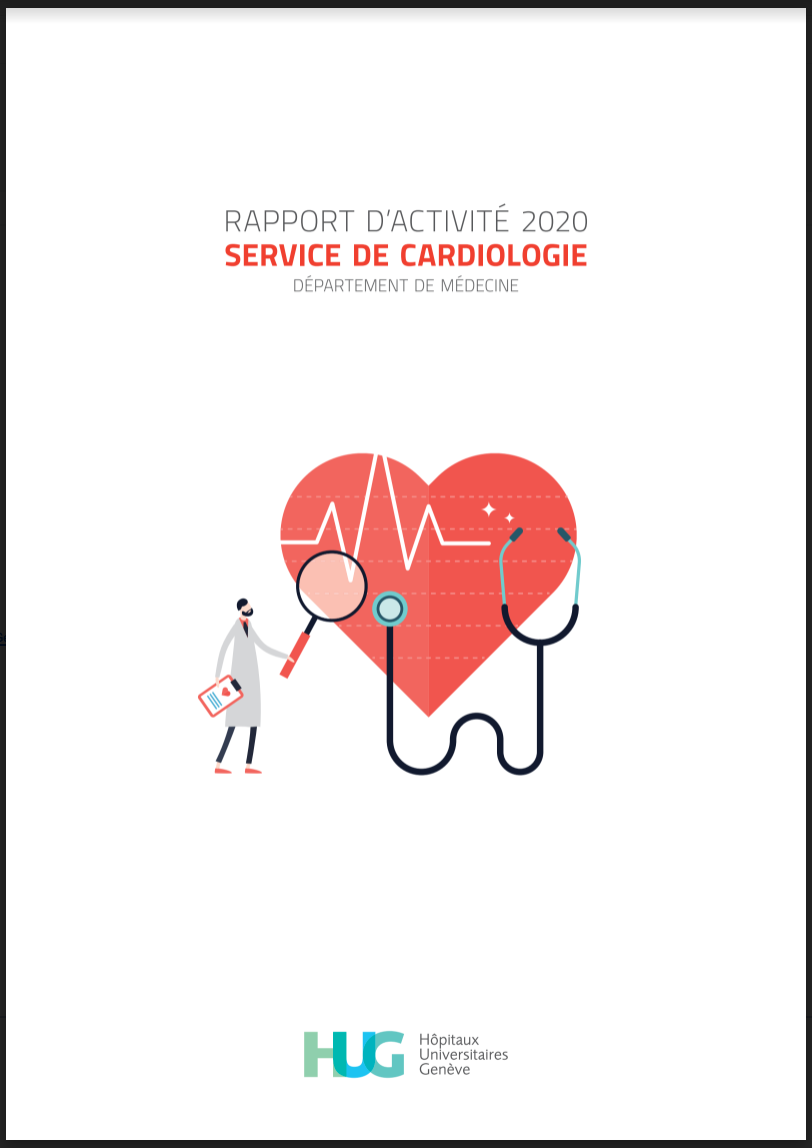 RAPPORT D'ACTIVITÉ 2020
SERVICE DE CARDIOLOGIE
DÉPARTEMENT DE MÉDECINE
HUG
Hôpitaux
Universitaires
Genève